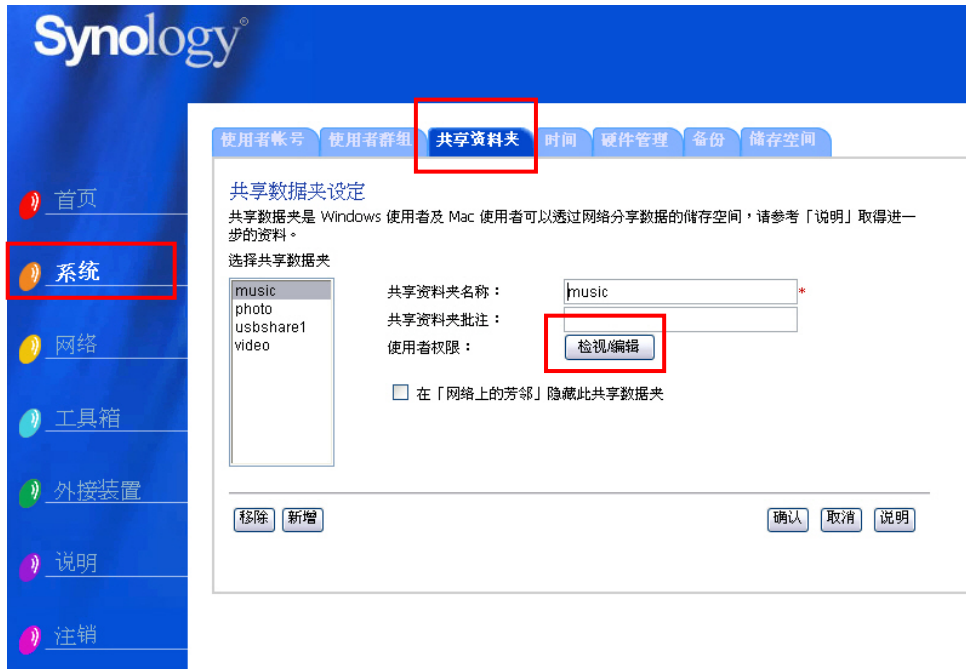 Synology®
使用者帐号 使用者群组 共享资料夹 时间 硬件管理 备份 储存空间
首页
系统
网络
工具箱
外接装置
说明
注销
共享数据夹设定
共享数据夹是 Windows 使用者及 Mac 使用者可以透过网络分享数据的储存空间，请参考「说明」取得进一
步的资料。
选择共享数据夹
music
photo
usbshare1
video
共享资料夹名称： music *
共享资料夹批注：
使用者权限： 检视/编辑
在「网络上的芳邻」隐藏此共享数据夹
移除 新增 确认 取消 说明